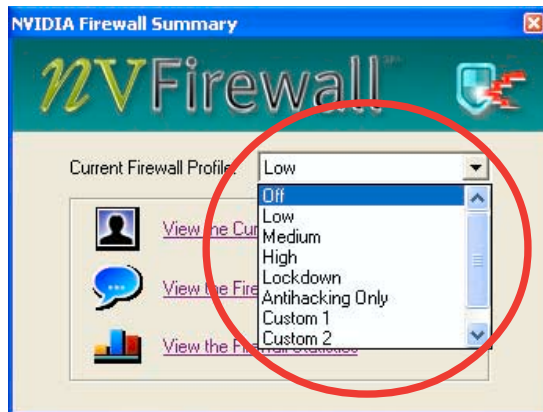 NVIDIA Firewall Summary
nVFirewall
Current Firewall Profile:
Low
Off
Low
Medium
High
Lockdown
Antihacking Only
Custom 1
Custom 2
View the Cur
View the Fire
View the Firewall Statistics